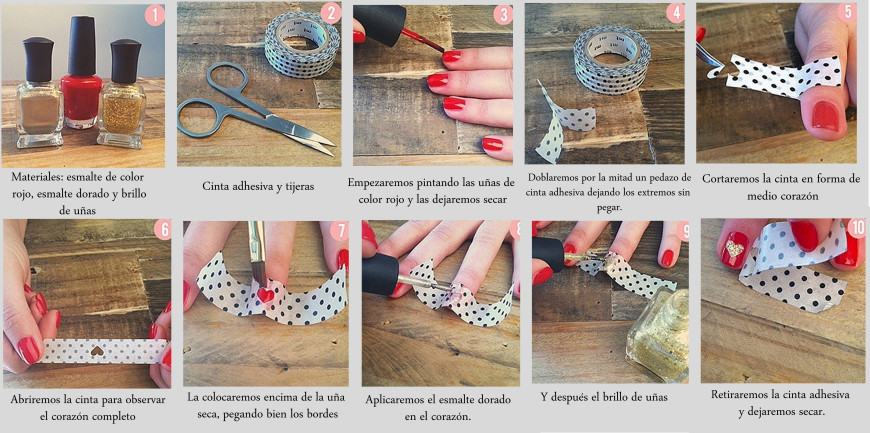 1
Materiales: esmalte de color
rojo, esmalte dorado y brillo
de uñas
2
Cinta adhesiva y tijeras
3
Empezaremos pintando las uñas de
color rojo y las dejaremos secar
4
Doblaremos por la mitad un pedazo de
cinta adhesiva dejando los extremos sin
pegar.
5
Cortaremos la cinta en forma de
medio corazón
6
Abriremos la cinta para observar
el corazón completo
7
La colocaremos encima de la uña
seca, pegando bien los bordes
8
Aplicaremos el esmalte dorado
en el corazón.
9
Y después el brillo de uñas
10
Retiraremos la cinta adhesiva
y dejaremos secar.